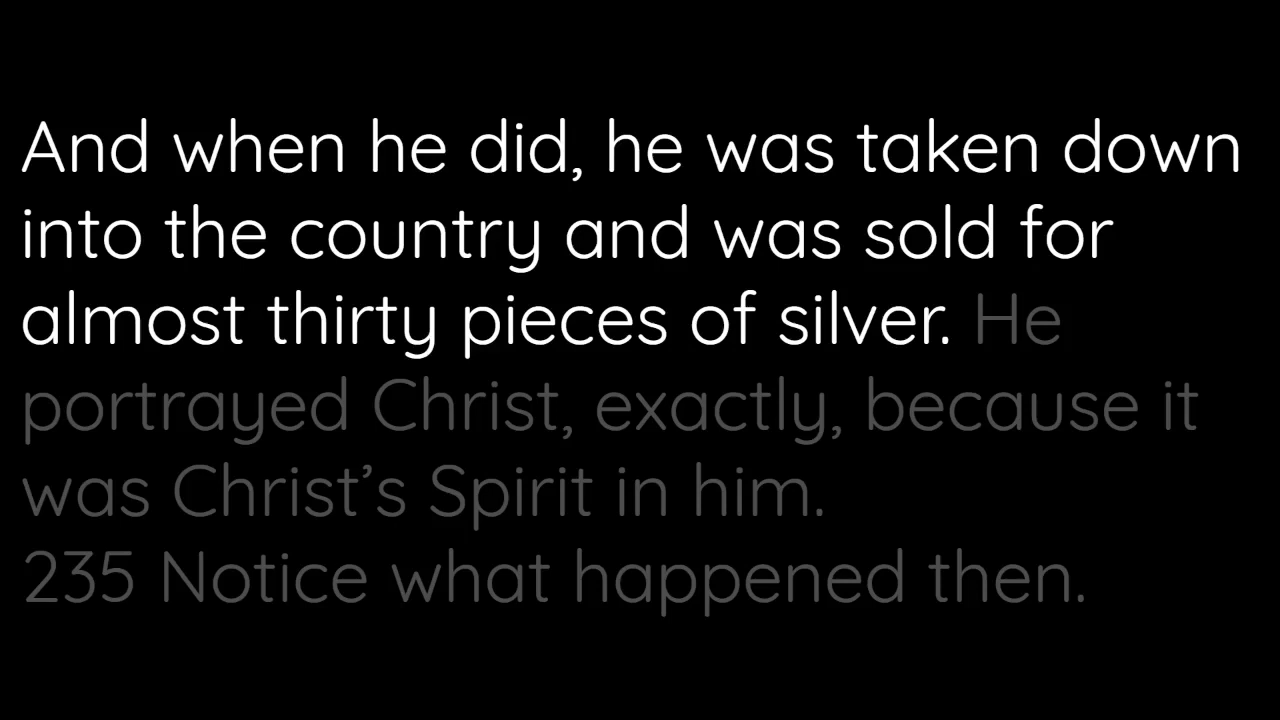 And when he did, he was taken down
into the country and was sold for
almost thirty pieces of silver. He
portrayed Christ, exactly, because it
was Christ’s Spirit in him.
235 Notice what happened then.